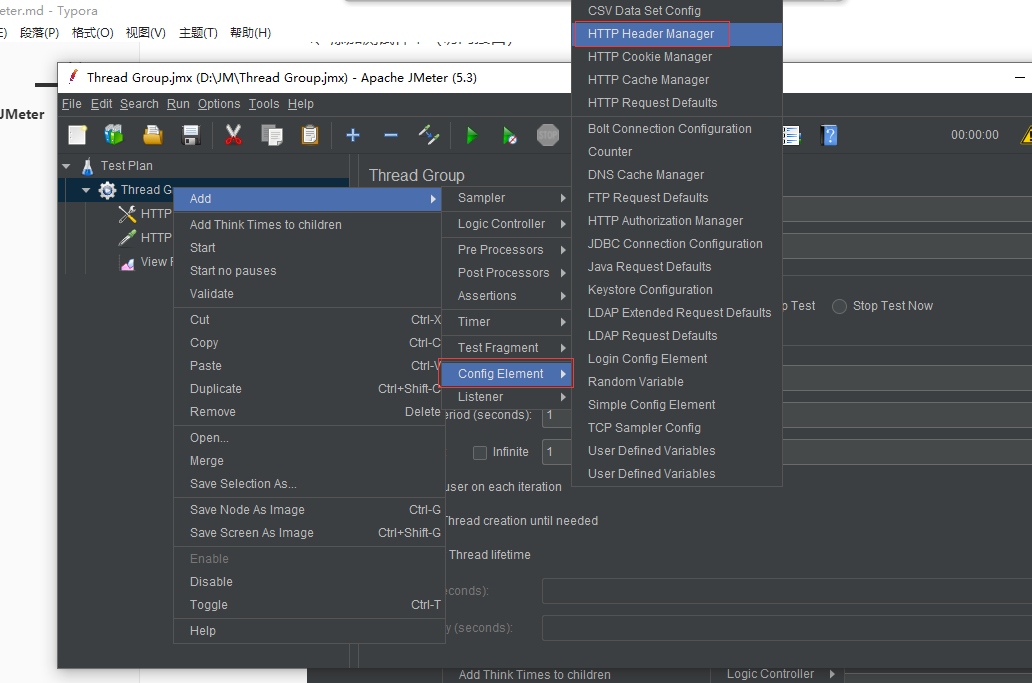 eter.md - Typora
E) 段落(P) 格式(O) 视图(V) 主题(T) 帮助(H)
JMeter
Thread Group.jmx (D:\JM\Thread Group.jmx) - Apache JMeter (5.3)
File Edit Search Run Options Tools Help
STOP
00:00:00
Test Plan
Thread G
HTTP
HTTP
View R
Thread Group
p Test
Stop Test Now
eriod (seconds): 1
Infinite 1
user on each iteration
Thread creation until needed
Thread lifetime
econds):
y (seconds):
Add
Add Think Times to children
Start
Start no pauses
Validate
Cut Ctrl-X
Copy Ctrl-C
Paste Ctrl-V
Duplicate Ctrl+Shift-C
Remove Delete
Open...
Merge
Save Selection As...
Save Node As Image Ctrl-G
Save Screen As Image Ctrl+Shift-G
Enable
Disable
Toggle Ctrl-T
Help
Sampler
Logic Controller
Pre Processors
Post Processors
Assertions
Timer
Test Fragment
Config Element
Listener
CSV Data Set Config
HTTP Header Manager
HTTP Cookie Manager
HTTP Cache Manager
HTTP Request Defaults
Bolt Connection Configuration
Counter
DNS Cache Manager
FTP Request Defaults
HTTP Authorization Manager
JDBC Connection Configuration
Java Request Defaults
Keystore Configuration
LDAP Extended Request Defaults
LDAP Request Defaults
Login Config Element
Random Variable
Simple Config Element
TCP Sampler Config
User Defined Variables
User Defined Variables
Add Think Times to children
Logic Controller